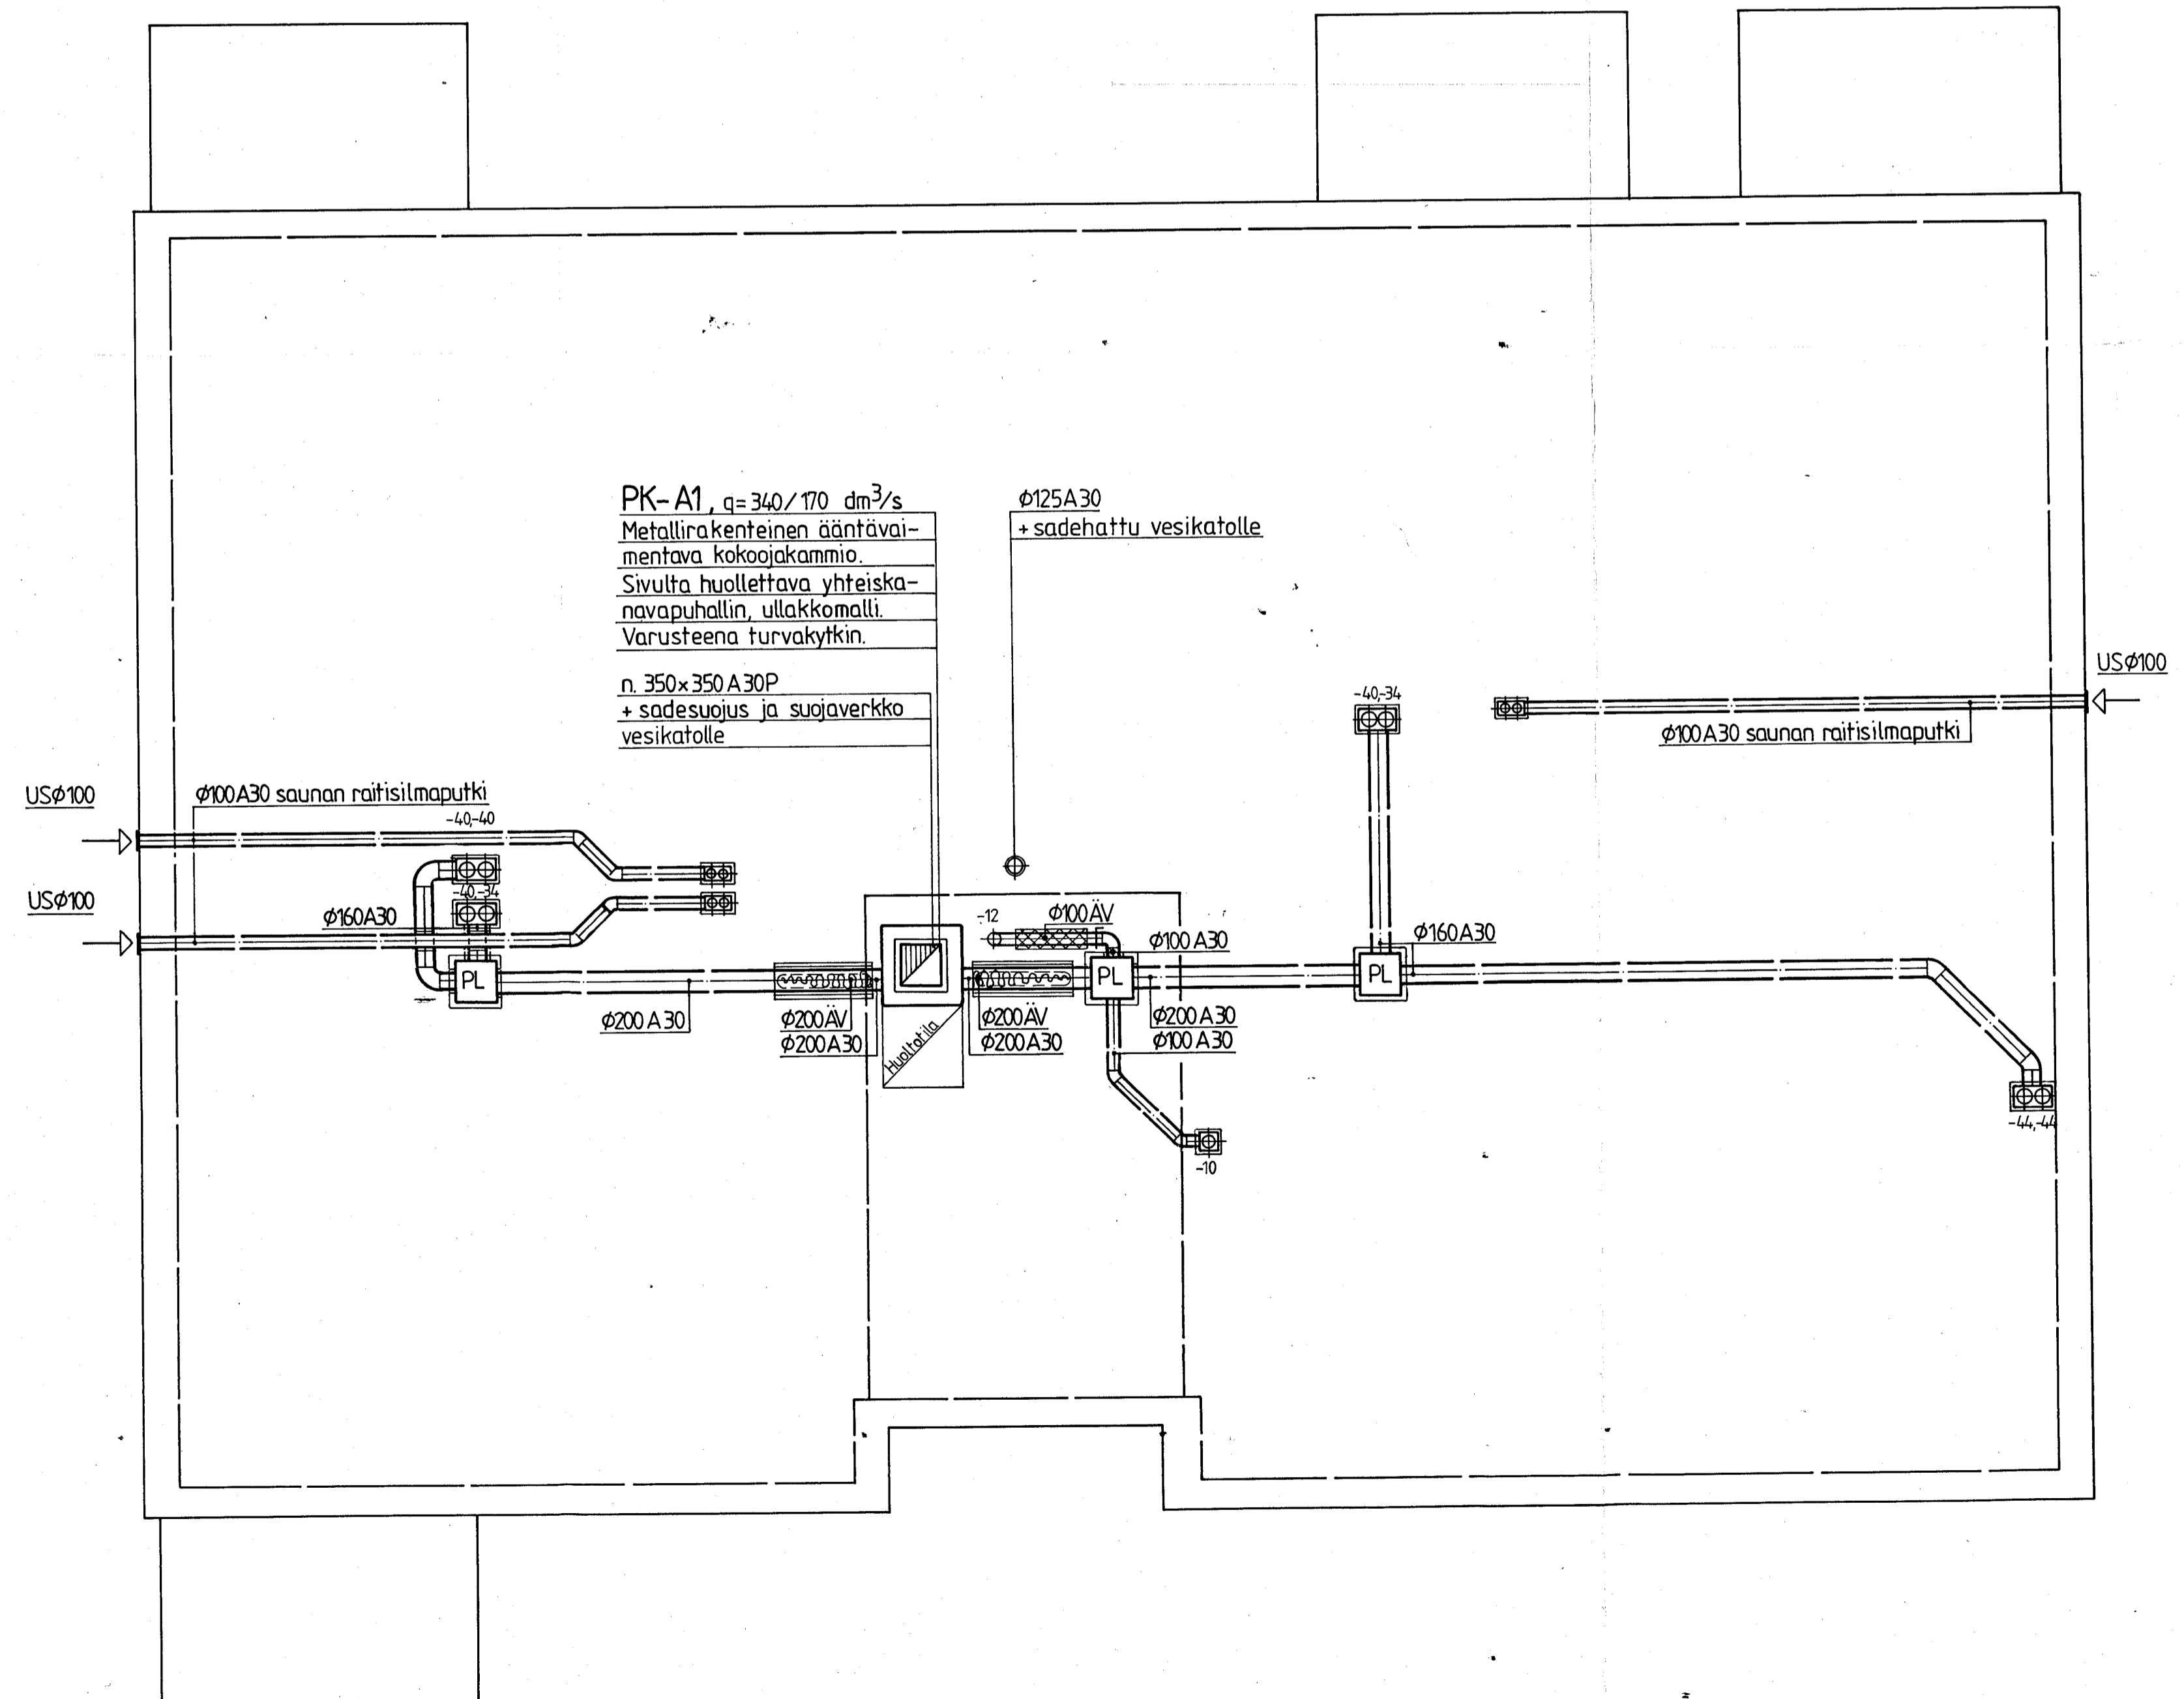 PK-A1, q=340/170 dm³/s
Metallirakenteinen ääntävai-
mentava kokoojakammio.
Sivulta huollettava yhteiska-
navapuhallin, ullakkomalli.
Varusteena turvakytkin.
n. 350x350 A30P
+ sadesuojus ja suojaverkko
vesikatolle
Ø125A30
+ sadehattu vesikatolle
USØ100
Ø100A30 saunan raitisilmaputki
-40,-34
USØ100
Ø100A30 saunan raitisilmaputki
-40,-40
USØ100
-40,-34
Ø160A30
PL
Ø200A30
Ø200ÄV
Ø200A30
Huoltotila
-12
Ø100ÄV
Ø100A30
PL
Ø200ÄV
Ø200A30
Ø200A30
Ø100A30
-10
Ø160A30
PL
-44,-44